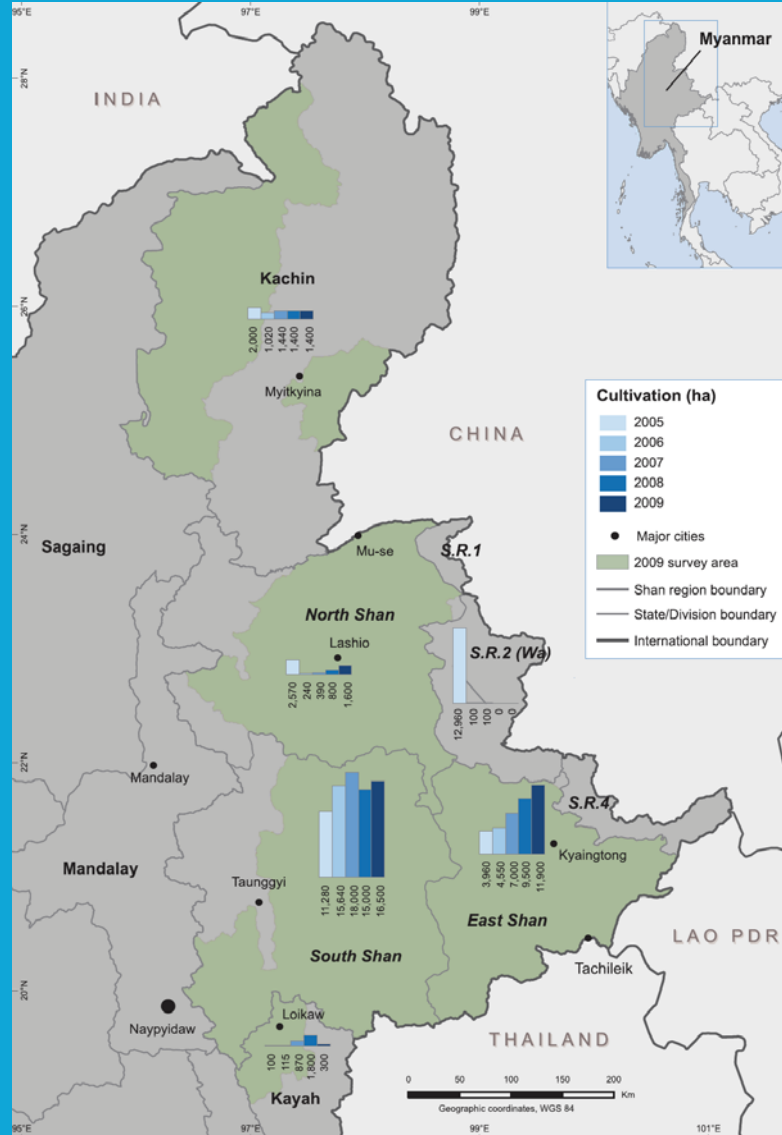 95°E
97°E
99°E
Myanmar
28°N
INDIA
Kachin
26°N
2,000
1,020
1,440
1,400
1,400
Myitkyina
CHINA
Cultivation (ha)
2005
2006
2007
2008
2009
Major cities
2009 survey area
Shan region boundary
State/Division boundary
International boundary
24°N
Sagaing
Mu-se
S.R.1
North Shan
Lashio
2,570
240
390
800
1,600
S.R.2 (Wa)
12,960
100
100
0
0
22°N
Mandalay
S.R.4
Mandalay
Taunggyi
11,280
15,640
18,000
15,000
16,500
3,960
4,550
7,000
9,500
11,900
Kyaingtong
East Shan
South Shan
LAO PDR
Tachileik
20°N
Naypyidaw
Loikaw
100
115
870
1,800
300
Kayah
THAILAND
0 50 100 150 200
Km
Geographic coordinates, WGS 84
95°E
97°E
99°E
101°E